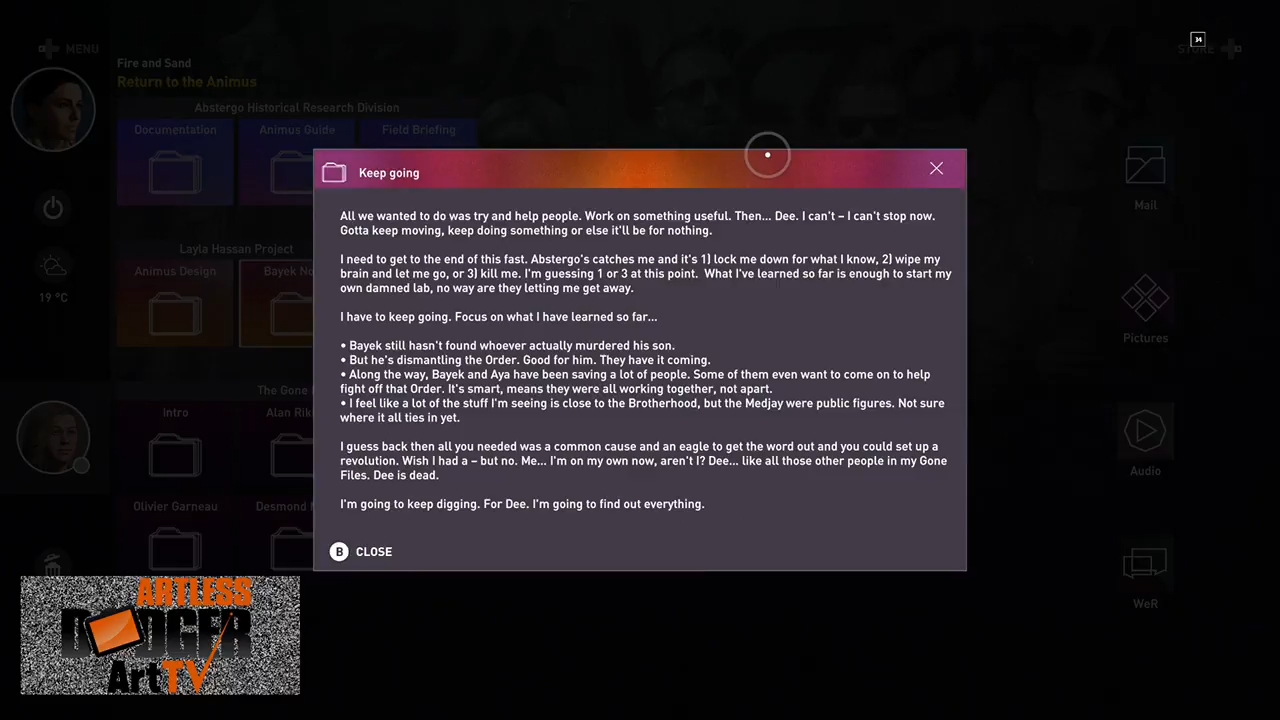 MENU
STORE
34
Fire and Sand
Return to the Animus
Abstergo Historical Research Division
Documentation
Animus Guide
Field Briefing
Keep going
All we wanted to do was try and help people. Work on something useful. Then... Dee. I can't – I can't stop now.
Gotta keep moving, keep doing something or else it'll be for nothing.
I need to get to the end of this fast. Abstergo's catches me and it's 1) lock me down for what I know, 2) wipe my
brain and let me go, or 3) kill me. I'm guessing 1 or 3 at this point. What I've learned so far is enough to start my
own damned lab, no way are they letting me get away.
I have to keep going. Focus on what I have learned so far...
• Bayek still hasn't found whoever actually murdered his son.
• But he's dismantling the Order. Good for him. They have it coming.
• Along the way, Bayek and Aya have been saving a lot of people. Some of them even want to come on to help
fight off that Order. It's smart, means they were all working together, not apart.
• I feel like a lot of the stuff I'm seeing is close to the Brotherhood, but the Medjay were public figures. Not sure
where it all ties in yet.
I guess back then all you needed was a common cause and an eagle to get the word out and you could set up a
revolution. Wish I had a – but no. Me... I'm on my own now, aren't I? Dee... like all those other people in my Gone
Files. Dee is dead.
I'm going to keep digging. For Dee. I'm going to find out everything.
B CLOSE
Layla Hassan Project
Animus Design
Bayek No
19 °C
The Gone
Intro
Alan Rik
Olivier Garneau
Desmond
Mail
Pictures
Audio
WeR
ARTLESS
DODGER
ArtTV